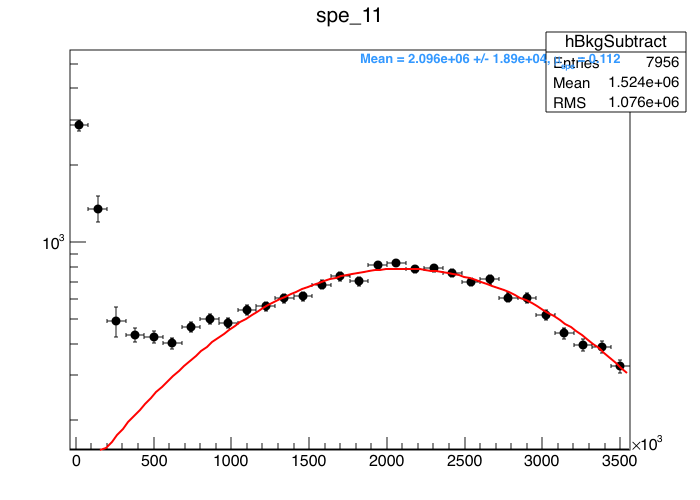 spe_11
hBkgSubtract
Mean = 2.096e+06 +/- 1.89e+04, σspe = 0.112
Entries 7956
Mean 1.524e+06
RMS 1.076e+06
10³
0 500 1000 1500 2000 2500 3000 3500
×10³